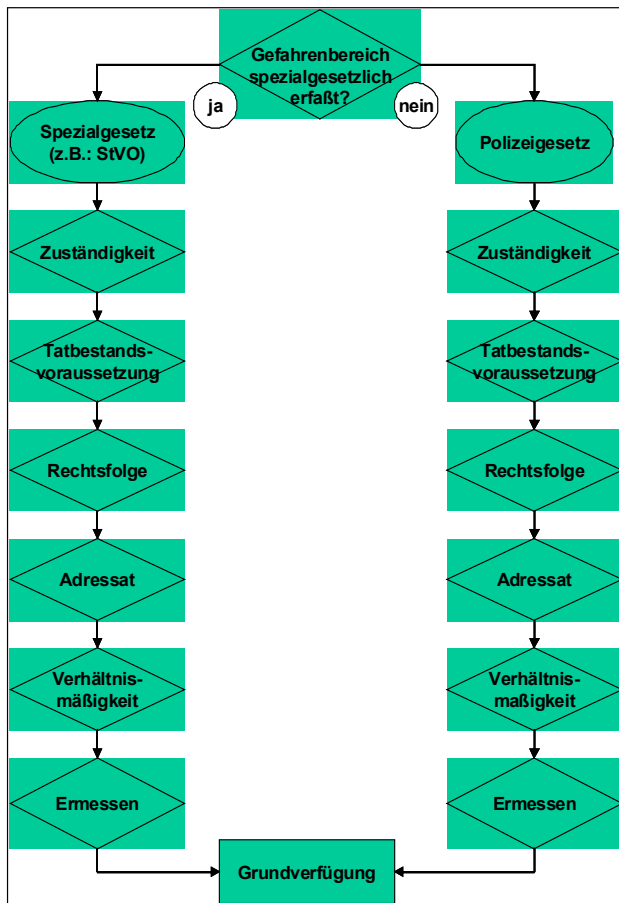 Gefahrenbereich
spezialgesetzlich
erfaßt?
ja
nein
Spezialgesetz
(z.B.: StVO)
Polizeigesetz
Zuständigkeit
Zuständigkeit
Tatbestands-
voraussetzung
Tatbestands-
voraussetzung
Rechtsfolge
Rechtsfolge
Adressat
Adressat
Verhältnis-
mäßigkeit
Verhältnis-
maßigkeit
Ermessen
Ermessen
Grundverfügung